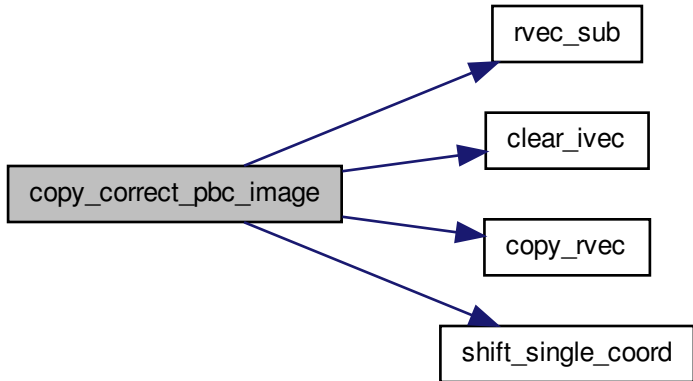 rvec_sub
clear_ivec
copy_correct_pbc_image
copy_rvec
shift_single_coord